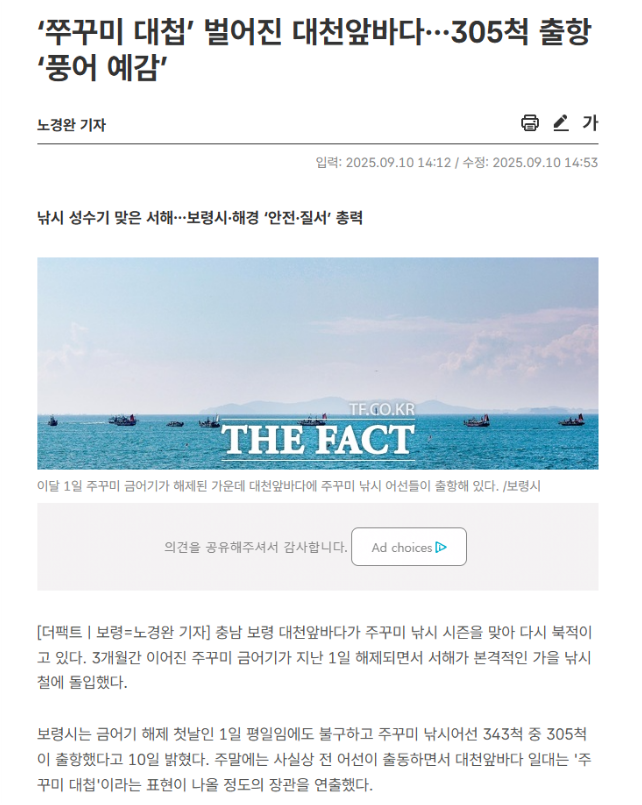 ‘쭈꾸미 대첩’ 벌어진 대천앞바다…305척 출항
‘풍어 예감’
노경완 기자
가
입력: 2025.09.10 14:12 / 수정: 2025.09.10 14:53
낚시 성수기 맞은 서해…보령시·해경 ‘안전·질서’ 총력
TF.CO.KR
THE FACT
이달 1일 주꾸미 금어기가 해제된 가운데 대천앞바다에 주꾸미 낚시 어선들이 출항해 있다. /보령시
의견을 공유해주셔서 감사합니다.
Ad choices
[더팩트 | 보령=노경완 기자] 충남 보령 대천앞바다가 주꾸미 낚시 시즌을 맞아 다시 북적이
고 있다. 3개월간 이어진 주꾸미 금어기가 지난 1일 해제되면서 서해가 본격적인 가을 낚시
철에 돌입했다.
보령시는 금어기 해제 첫날인 1일 평일임에도 불구하고 주꾸미 낚시어선 343척 중 305척
이 출항했다고 10일 밝혔다. 주말에는 사실상 전 어선이 출동하면서 대천앞바다 일대는 '주
꾸미 대첩'이라는 표현이 나올 정도의 장관을 연출했다.